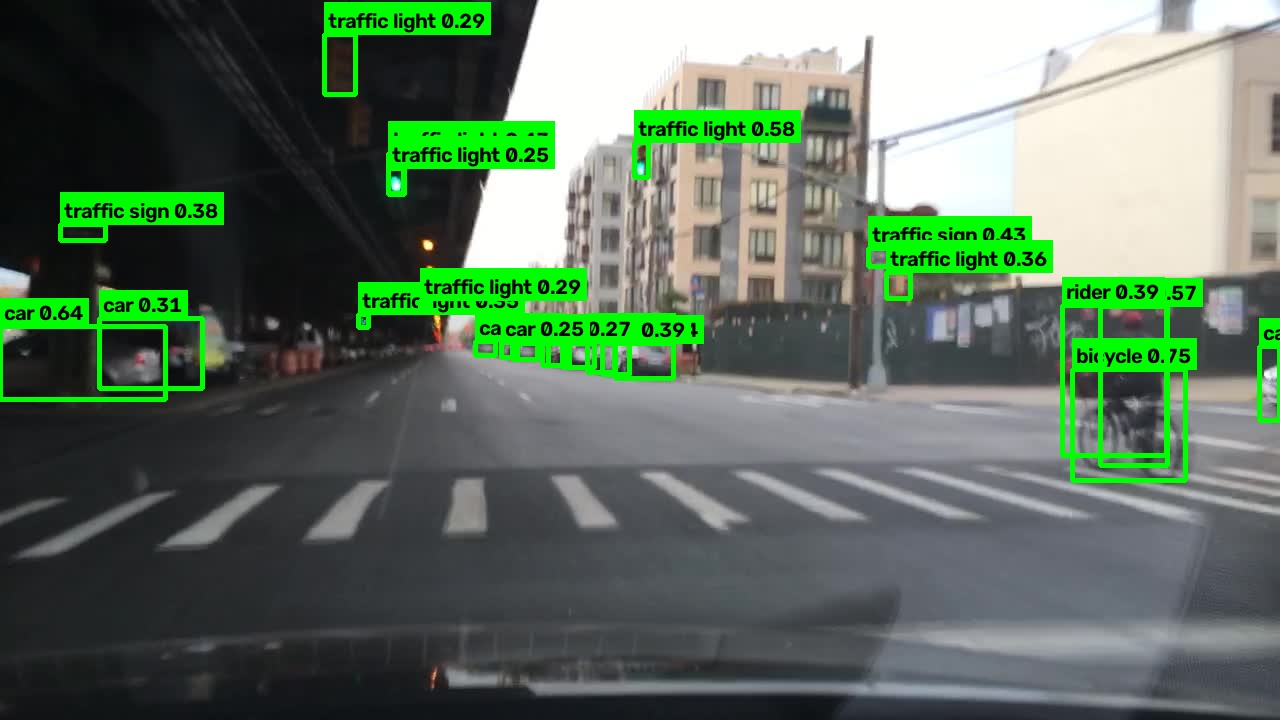 traffic light 0.29
traffic light 0.58
traffic light 0.25
traffic sign 0.38
traffic sign 0.43
traffic light 0.36
traffic light 0.29
rider 0.39 .57
car 0.64
car 0.31
car 0.25 0.27 0.39
bicycle 0.75